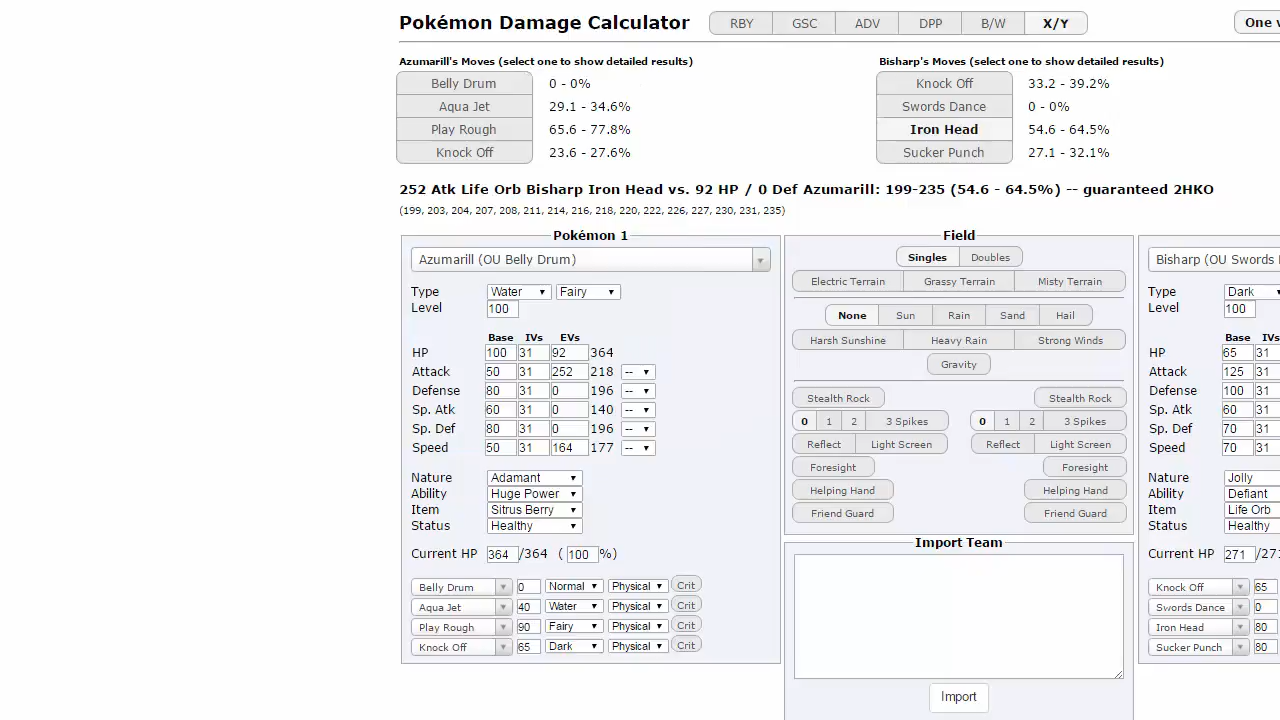 Pokémon Damage Calculator RBY GSC ADV DPP B/W X/Y One v
Azumarill's Moves (select one to show detailed results) Bisharp's Moves (select one to show detailed results)
Belly Drum 0 - 0% Knock Off 33.2 - 39.2%
Aqua Jet 29.1 - 34.6% Swords Dance 0 - 0%
Play Rough 65.6 - 77.8% Iron Head 54.6 - 64.5%
Knock Off 23.6 - 27.6% Sucker Punch 27.1 - 32.1%
252 Atk Life Orb Bisharp Iron Head vs. 92 HP / 0 Def Azumarill: 199-235 (54.6 - 64.5%) -- guaranteed 2HKO
(199, 203, 204, 207, 208, 211, 214, 216, 218, 220, 222, 226, 227, 230, 231, 235)
Pokémon 1
Azumarill (OU Belly Drum)
Type Water Fairy
Level 100
Base IVs EVs
HP 100 31 92 364
Attack 50 31 252 218 --
Defense 80 31 0 196 --
Sp. Atk 60 31 0 140 --
Sp. Def 80 31 0 196 --
Speed 50 31 164 177 --
Nature Adamant
Ability Huge Power
Item Sitrus Berry
Status Healthy
Current HP 364 /364 ( 100 %)
Belly Drum 0 Normal Physical Crit
Aqua Jet 40 Water Physical Crit
Play Rough 90 Fairy Physical Crit
Knock Off 65 Dark Physical Crit
Field
Singles Doubles
Electric Terrain Grassy Terrain Misty Terrain
None Sun Rain Sand Hail
Harsh Sunshine Heavy Rain Strong Winds
Gravity
Stealth Rock Stealth Rock
0 1 2 3 Spikes 0 1 2 3 Spikes
Reflect Light Screen Reflect Light Screen
Foresight Foresight
Helping Hand Helping Hand
Friend Guard Friend Guard
Import Team
Import
Bisharp (OU Swords
Type Dark
Level 100
Base IVs
HP 65 31
Attack 125 31
Defense 100 31
Sp. Atk 60 31
Sp. Def 70 31
Speed 70 31
Nature Jolly
Ability Defiant
Item Life Orb
Status Healthy
Current HP 271 /27
Knock Off 65
Swords Dance 0
Iron Head 80
Sucker Punch 80